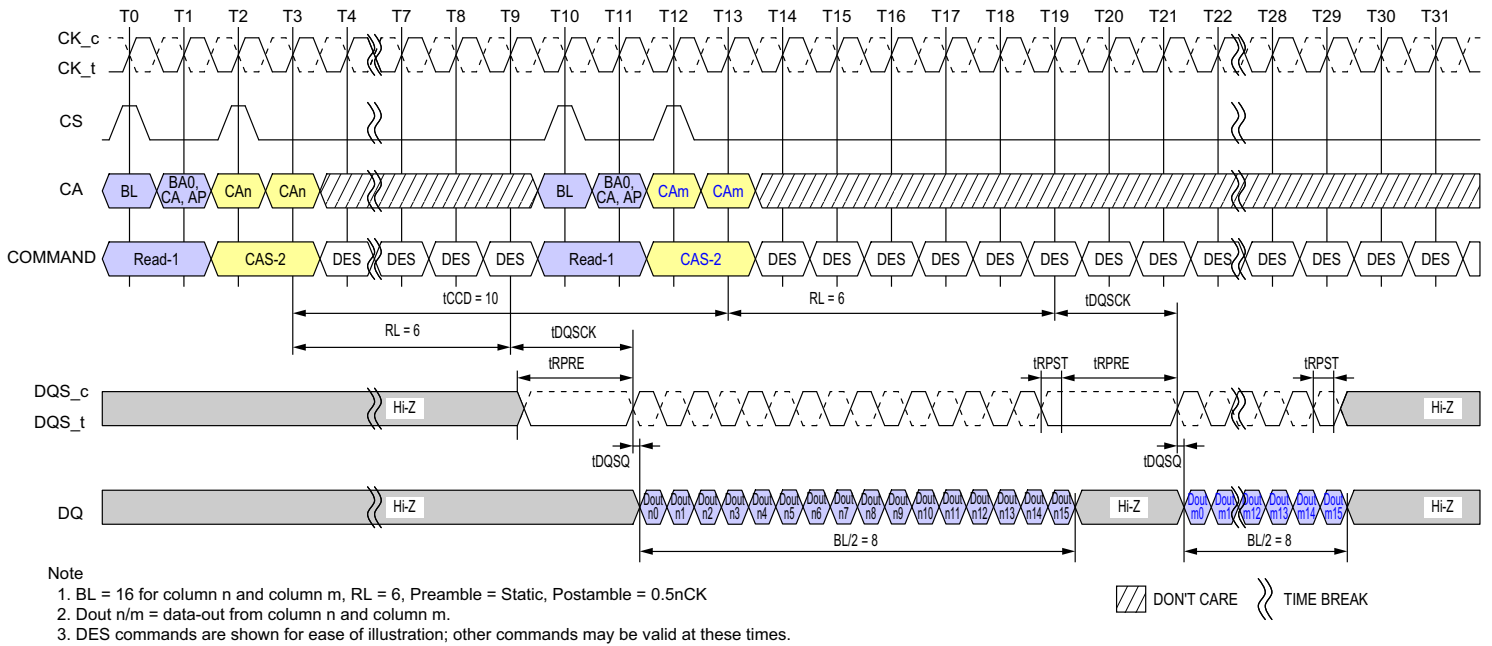 T0 T1 T2 T3 T4 T7 T8 T9 T10 T11 T12 T13 T14 T15 T16 T17 T18 T19 T20 T21 T22 T28 T29 T30 T31
CK_c
CK_t
CS
CA BL BA0, CA, AP CAn CAn BL BA0, CA, AP CAm CAm
COMMAND Read-1 CAS-2 DES DES DES DES Read-1 CAS-2 DES DES DES DES DES DES DES DES DES DES DES DES DES
tCCD = 10 RL = 6 tDQSCK
RL = 6 tDQSCK
tRPRE tRPST tRPRE tRPST
DQS_c
DQS_t
Hi-Z Hi-Z
tDQSQ tDQSQ
DQ Hi-Z Dout n0 Dout n1 Dout n2 Dout n3 Dout n4 Dout n5 Dout n6 Dout n7 Dout n8 Dout n9 Dout n10 Dout n11 Dout n12 Dout n13 Dout n14 Dout n15 Hi-Z Dout m0 Dout m1 Dout m12 Dout m13 Dout m14 Dout m15 Hi-Z
BL/2 = 8 BL/2 = 8
Note
1. BL = 16 for column n and column m, RL = 6, Preamble = Static, Postamble = 0.5nCK
2. Dout n/m = data-out from column n and column m.
3. DES commands are shown for ease of illustration; other commands may be valid at these times.
DON'T CARE TIME BREAK